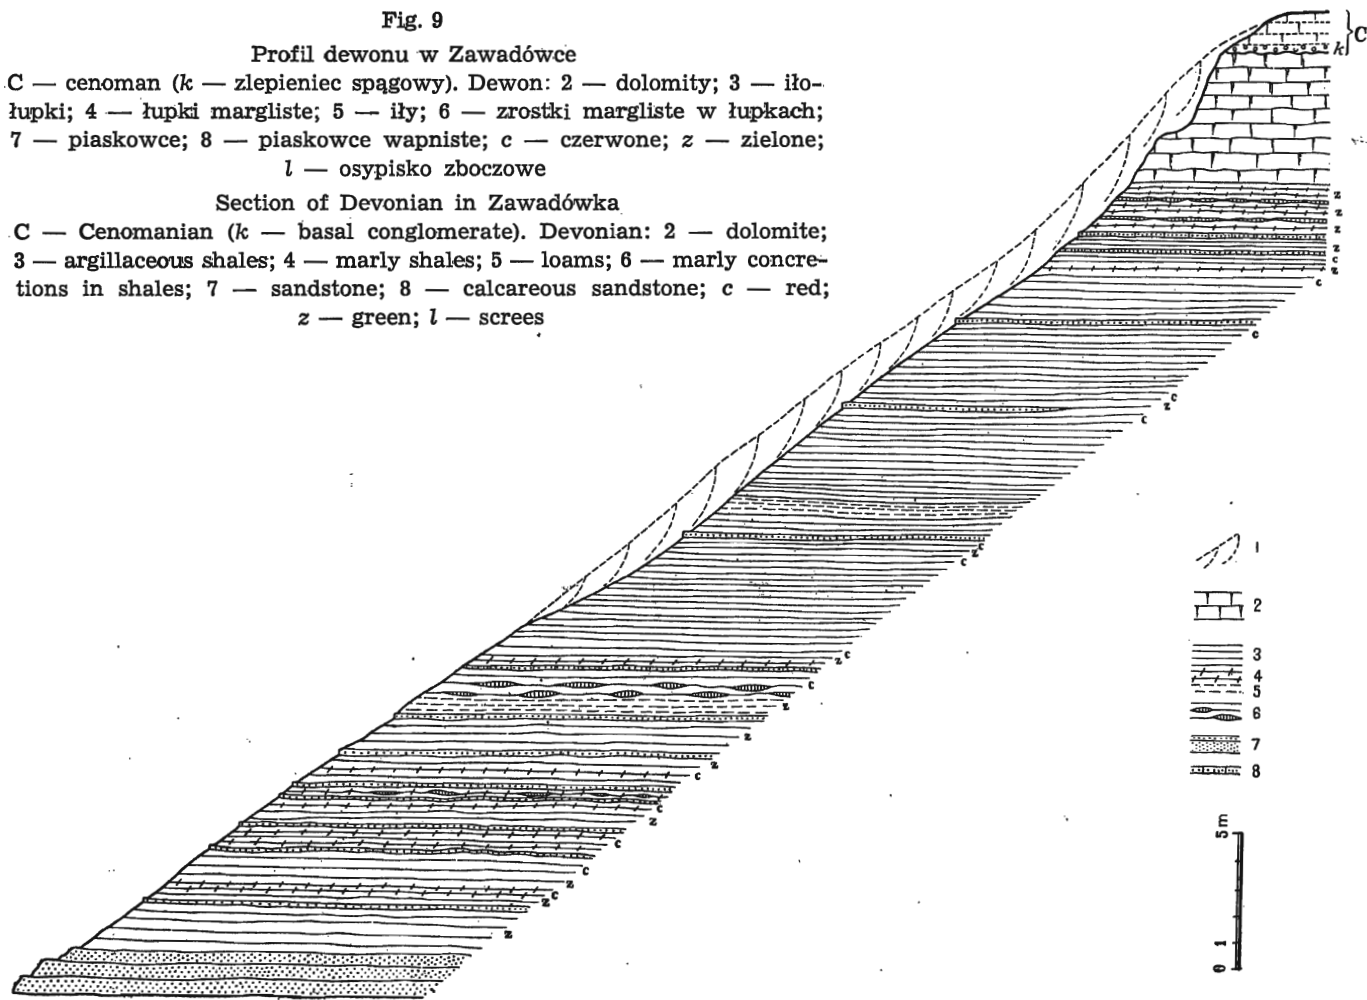 Fig. 9
Profil dewonu w Zawadówce
C — cenoman (k — zlepieniec spągowy). Dewon: 2 — dolomity; 3 — iło-
łupki; 4 — łupki margliste; 5 — iły; 6 — zrostki margliste w łupkach;
7 — piaskowce; 8 — piaskowce wapniste; c — czerwone; z — zielone;
l — osypisko zboczowe
Section of Devonian in Zawadówka
C — Cenomanian (k — basal conglomerate). Devonian: 2 — dolomite;
3 — argillaceous shales; 4 — marly shales; 5 — loams; 6 — marly concre-
tions in shales; 7 — sandstone; 8 — calcareous sandstone; c — red;
z — green; l — screes
C
k
z
z
z
z
c
z
c
c
c
z
c
c
z
c
c
z
c
z
z
z
c
c
z
c
c
z
c
z
z
1
2
3
4
5
6
7
8
5m
1
0